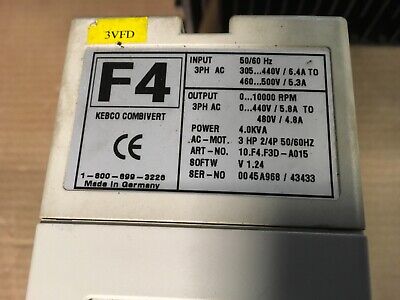 3VFD
F4
KEBCO COMBIVERT
CE
1-800-699-3226
Made in Germany
INPUT 50/60 Hz
3PH AC 305...440V / 6.4A TO
460...500V / 5.3A
OUTPUT 0...10000 RPM
3PH AC 0...440V / 5.8A TO
480V / 4.8A
POWER 4.0KVA
AC-MOT. 3 HP 2/4P 50/60HZ
ART-NO. 10.F4.F3D-A015
SOFTW V 1.24
SER-NO 0045A968 / 43433